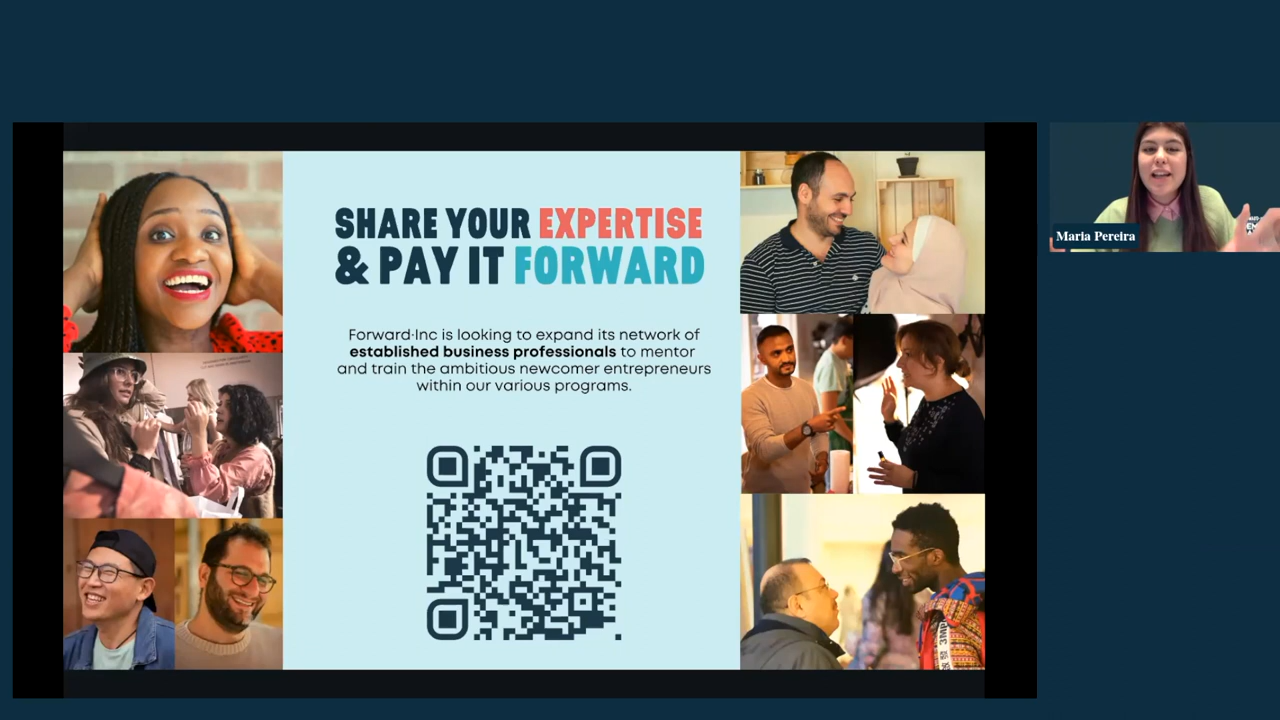 SHARE YOUR EXPERTISE
& PAY IT FORWARD
Forward·Inc is looking to expand its network of
established business professionals to mentor
and train the ambitious newcomer entrepreneurs
within our various programs.
Maria Pereira